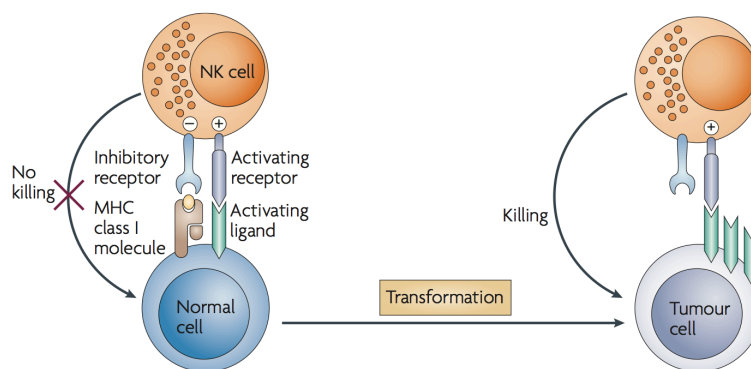 NK cell
−
+
+
No
killing
Inhibitory
receptor
Activating
receptor
MHC
class I
molecule
Activating
ligand
Killing
Normal
cell
Transformation
Tumour
cell